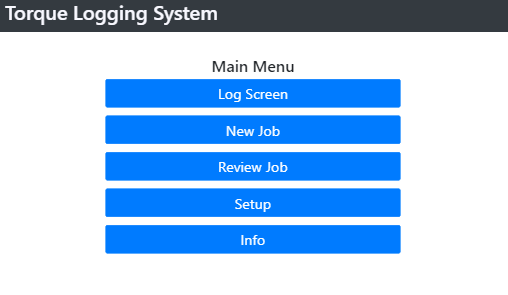 Torque Logging System
Main Menu
Log Screen
New Job
Review Job
Setup
Info